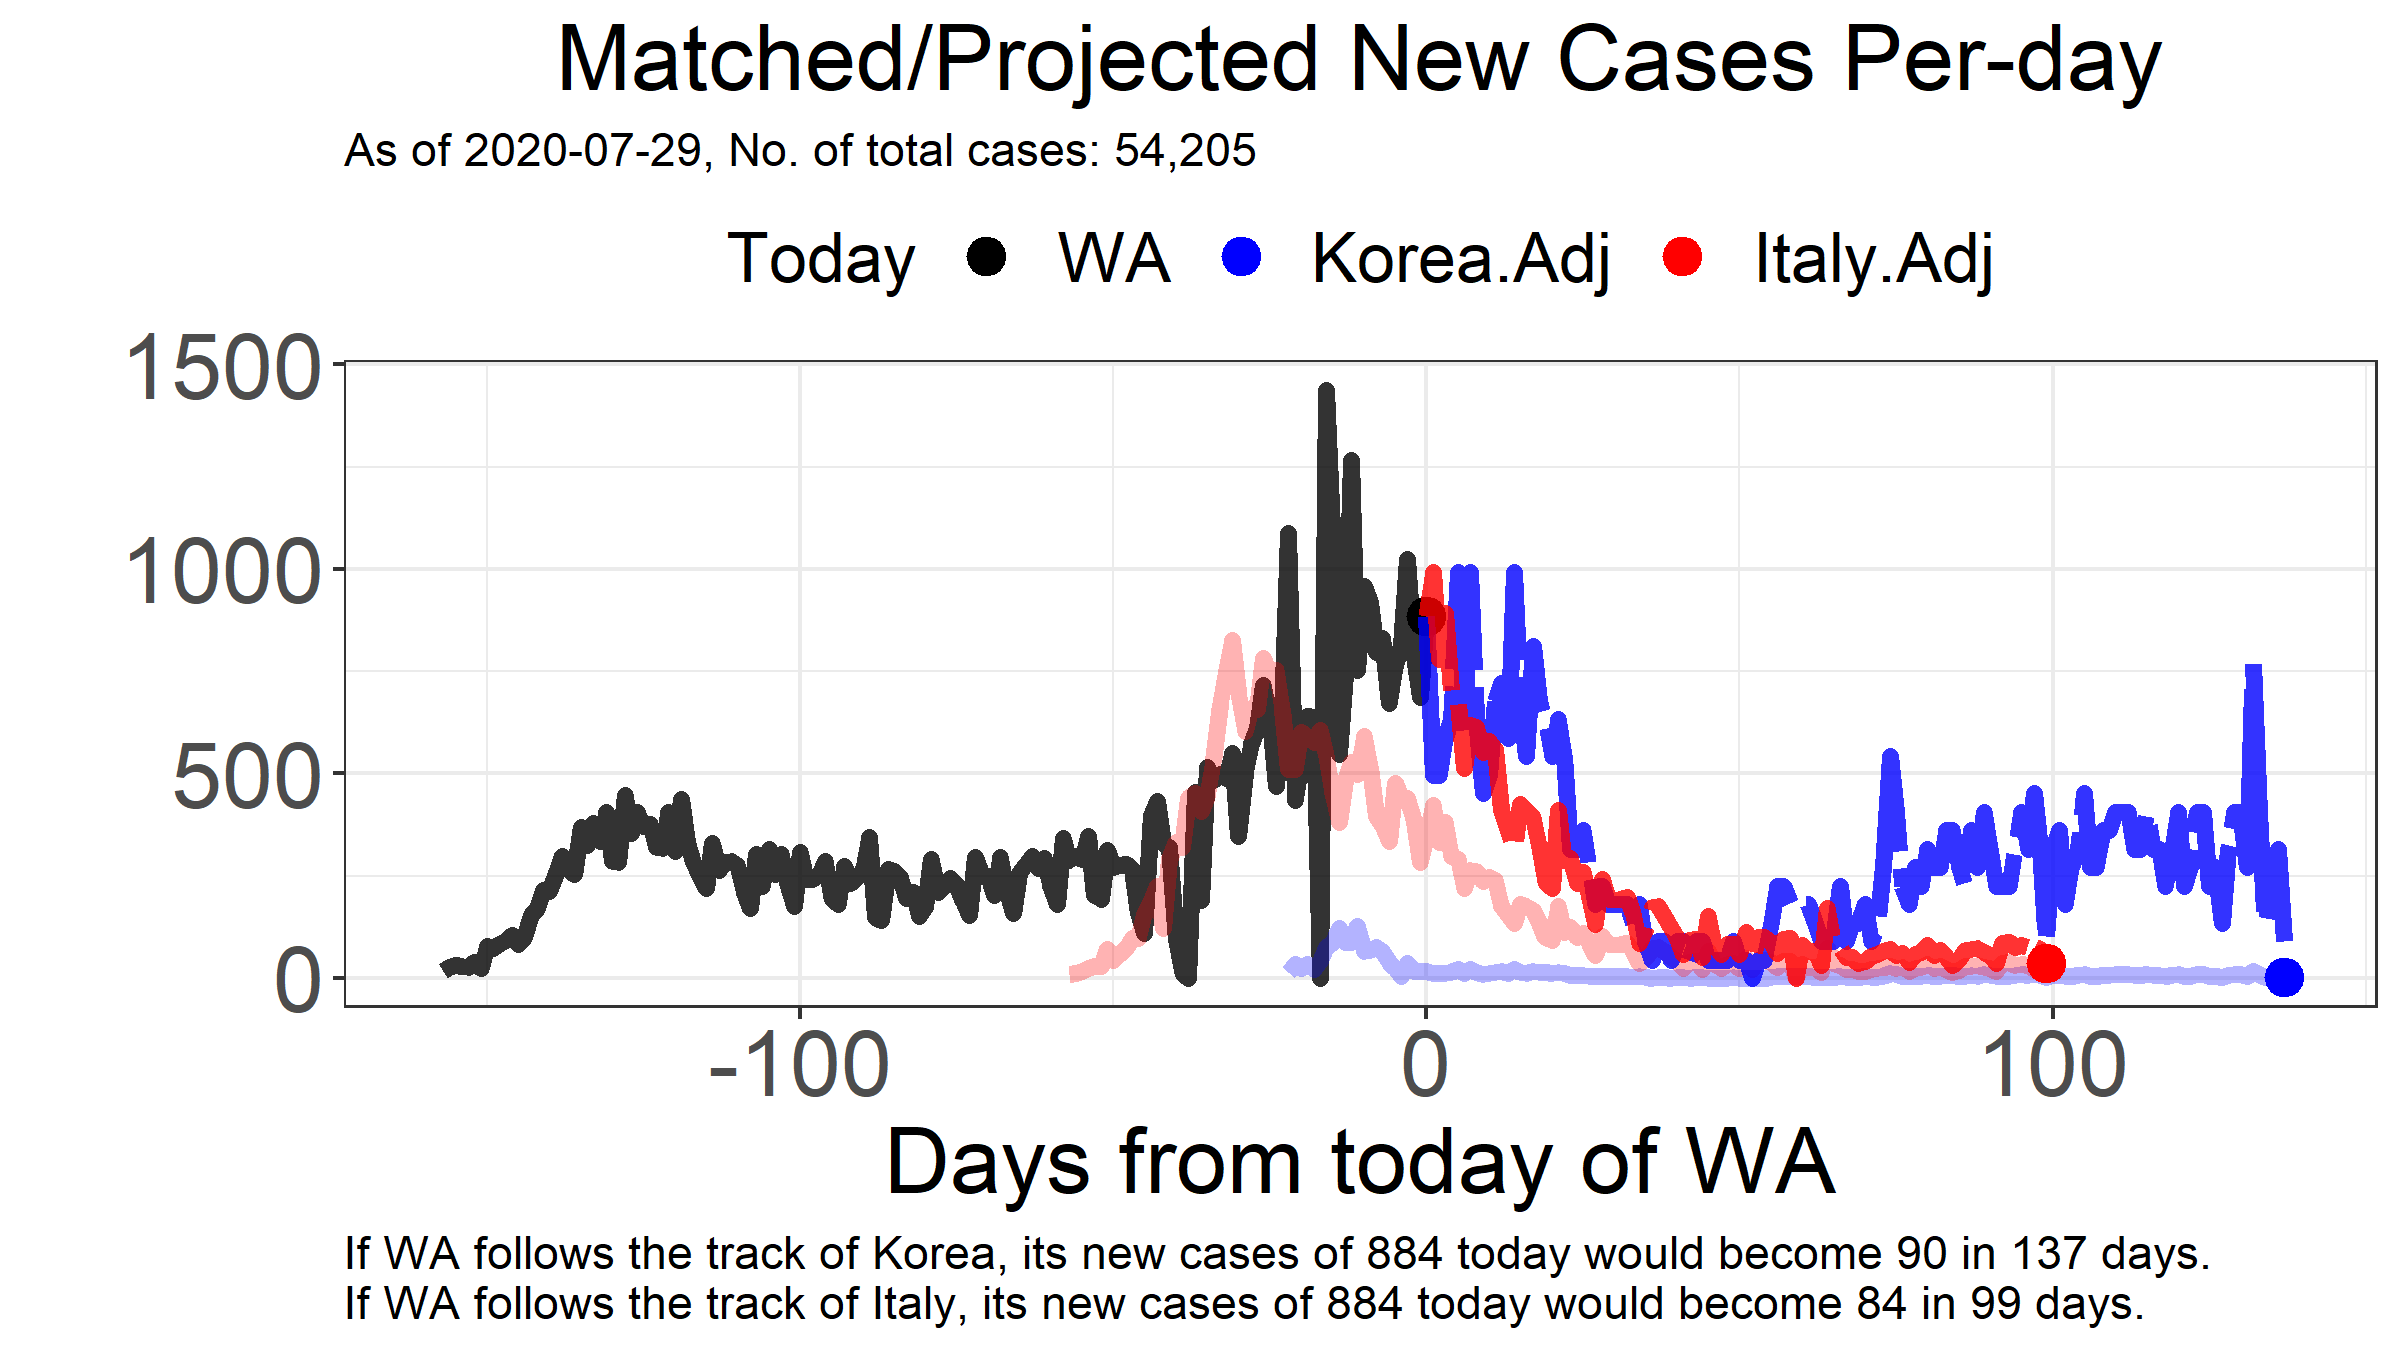 Matched/Projected New Cases Per-day
As of 2020-07-29, No. of total cases: 54,205
Today WA Korea.Adj Italy.Adj
1500
1000
500
0
-100 0 100
Days from today of WA
If WA follows the track of Korea, its new cases of 884 today would become 90 in 137 days.
If WA follows the track of Italy, its new cases of 884 today would become 84 in 99 days.